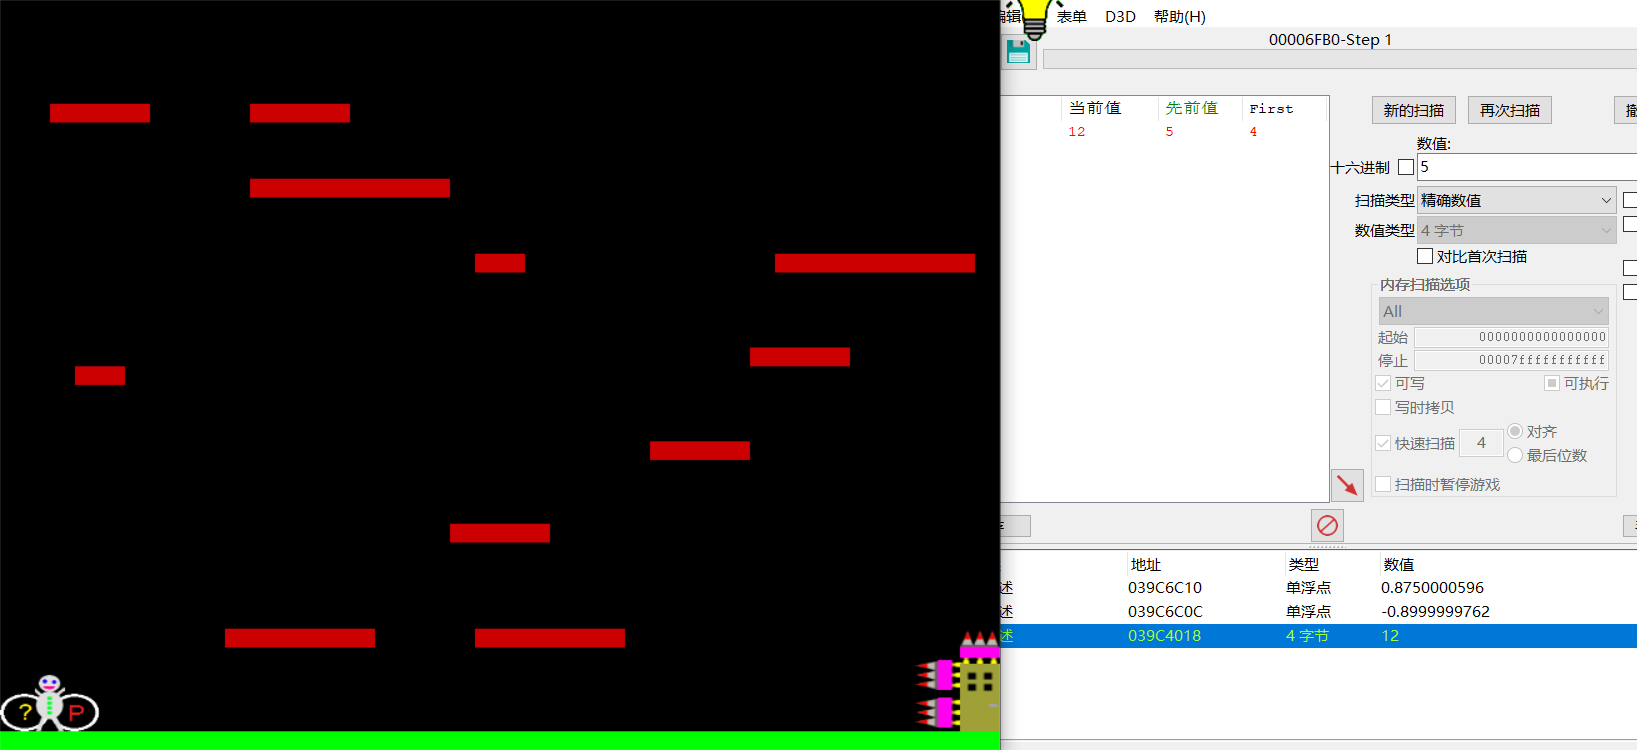 编辑 表单 D3D 帮助(H)
00006FB0-Step 1
当前值 先前值 First
12 5 4
新的扫描 再次扫描 撤
数值:
十六进制 5
扫描类型 精确数值
数值类型 4 字节
对比首次扫描
内存扫描选项
All
起始 0000000000000000
停止 00007fffffffffff
可写 可执行
写时拷贝
快速扫描 4 对齐
最后位数
扫描时暂停游戏
地址 类型 数值
述 039C6C10 单浮点 0.8750000596
述 039C6C0C 单浮点 -0.8999999762
述 039C4018 4 字节 12
? P